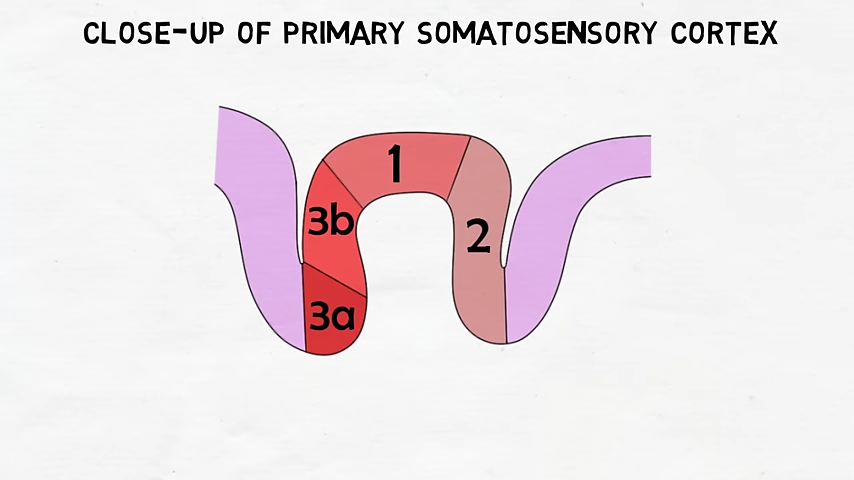 CLOSE-UP OF PRIMARY SOMATOSENSORY CORTEX
1
3b
2
3a